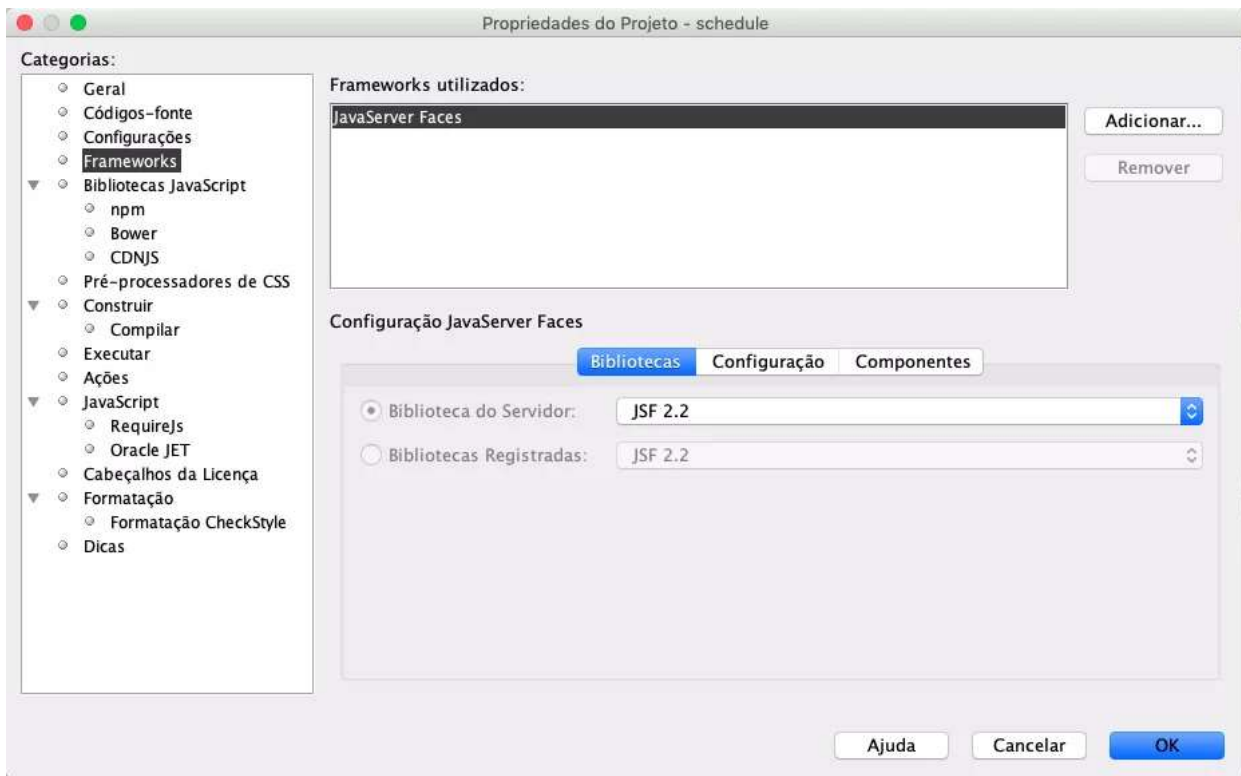 Propriedades do Projeto - schedule
Categorias:
Geral
Códigos-fonte
Configurações
Frameworks
Bibliotecas JavaScript
npm
Bower
CDNJS
Pré-processadores de CSS
Construir
Compilar
Executar
Ações
JavaScript
RequireJs
Oracle JET
Cabeçalhos da Licença
Formatação
Formatação CheckStyle
Dicas
Frameworks utilizados:
JavaServer Faces
Adicionar...
Remover
Configuração JavaServer Faces
Bibliotecas Configuração Componentes
Biblioteca do Servidor: JSF 2.2
Bibliotecas Registradas: JSF 2.2
Ajuda Cancelar OK